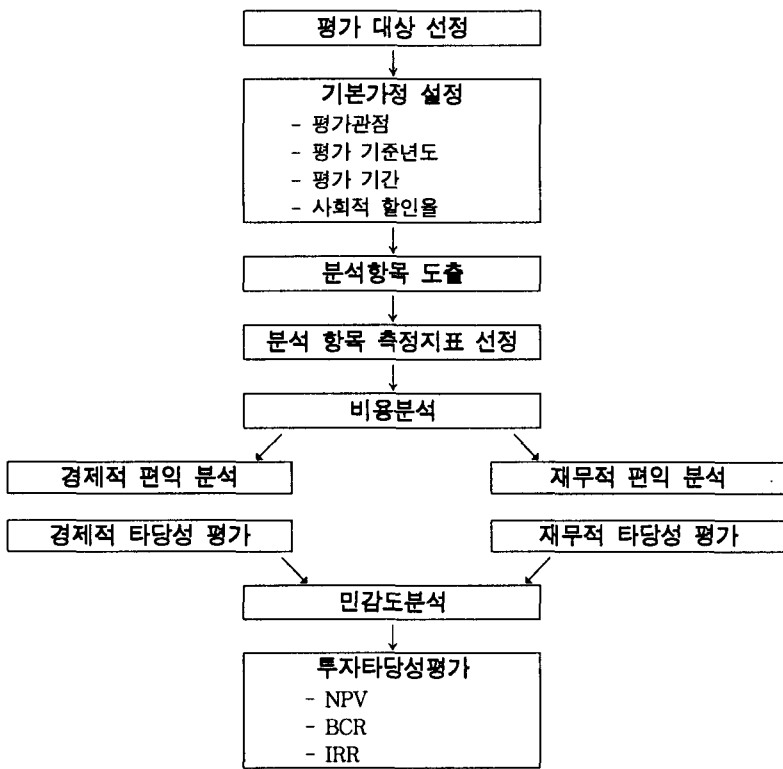 평가 대상 선정
기본가정 설정
- 평가관점
- 평가 기준년도
- 평가 기간
- 사회적 할인율
분석항목 도출
분석 항목 측정지표 선정
비용분석
경제적 편익 분석
재무적 편익 분석
경제적 타당성 평가
재무적 타당성 평가
민감도분석
투자타당성평가
- NPV
- BCR
- IRR